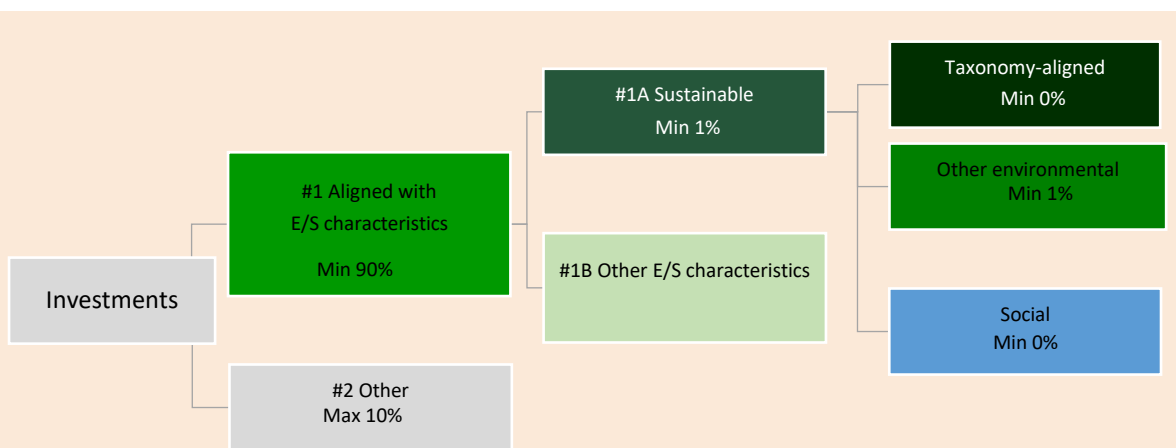 Investments
#1 Aligned with
E/S characteristics
Min 90%
#2 Other
Max 10%
#1A Sustainable
Min 1%
#1B Other E/S characteristics
Taxonomy-aligned
Min 0%
Other environmental
Min 1%
Social
Min 0%